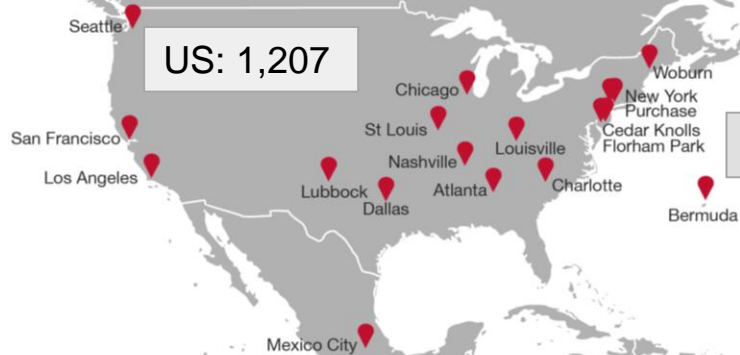 Seattle
US: 1,207
Woburn
Chicago
New York
Purchase
St Louis
Cedar Knolls
San Francisco
Louisville
Florham Park
Nashville
Los Angeles
Lubbock
Atlanta
Charlotte
Dallas
Bermuda
Mexico City